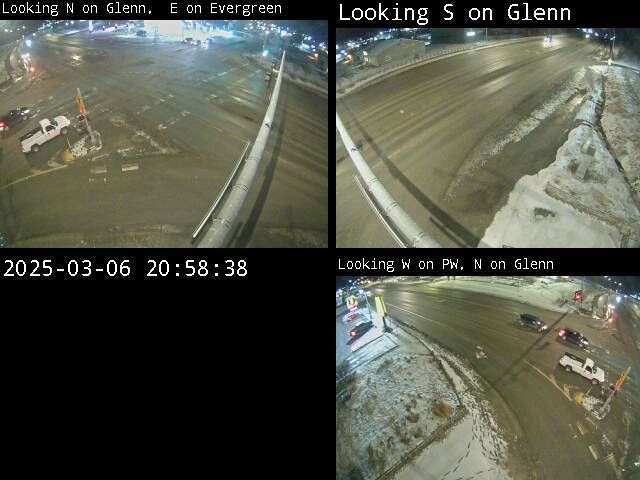 Looking N on Glenn,  E on Evergreen
Looking S on Glenn
2025-03-06 20:58:38
Looking W on PW, N on Glenn